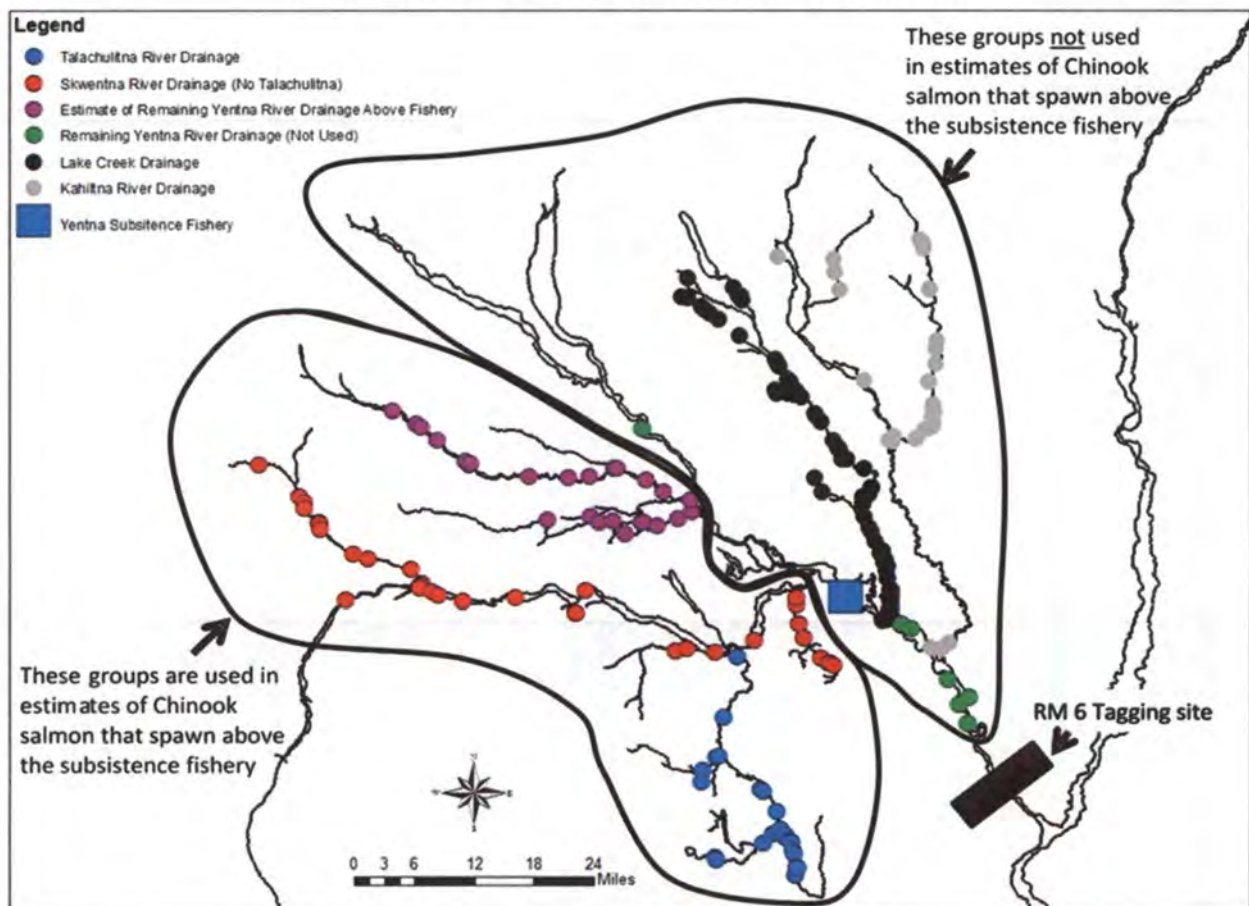 Legend
Talachulitna River Drainage
Skwentna River Drainage (No Talachulitna)
Estimate of Remaining Yentna River Drainage Above Fishery
Remaining Yentna River Drainage (Not Used)
Lake Creek Drainage
Kahiltna River Drainage
Yentna Subsitence Fishery
These groups not used
in estimates of Chinook
salmon that spawn above
the subsistence fishery
These groups are used in
estimates of Chinook
salmon that spawn above
the subsistence fishery
RM 6 Tagging site
0 3 6 12 18 24
Miles